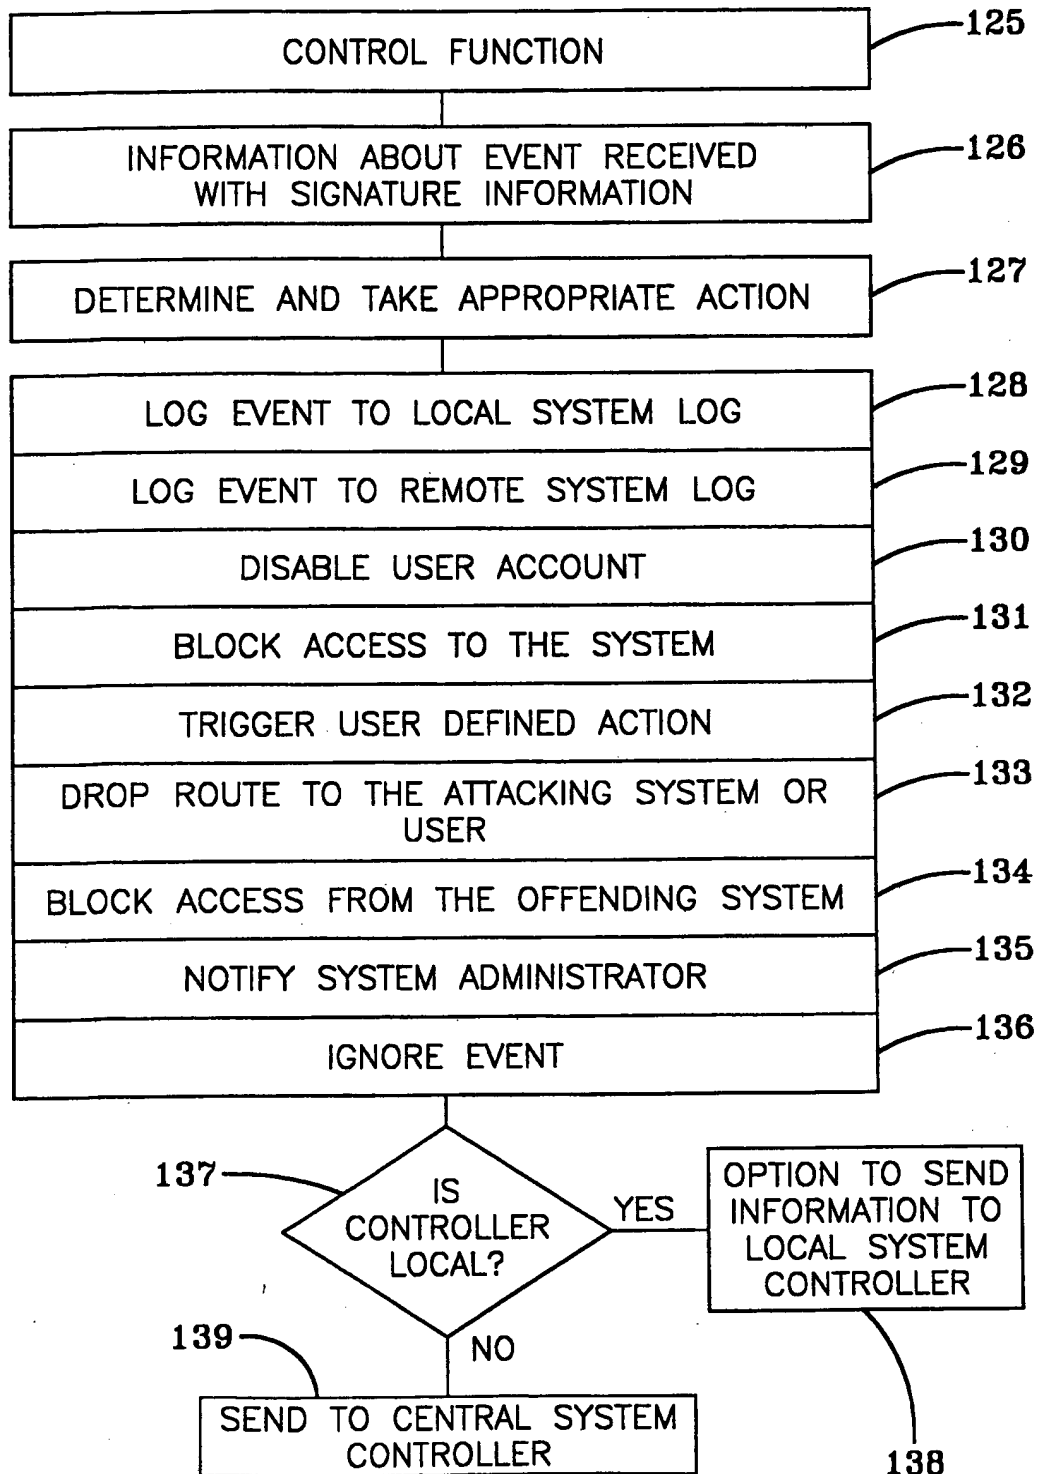 CONTROL FUNCTION
125
INFORMATION ABOUT EVENT RECEIVED
WITH SIGNATURE INFORMATION
126
DETERMINE AND TAKE APPROPRIATE ACTION
127
LOG EVENT TO LOCAL SYSTEM LOG
128
LOG EVENT TO REMOTE SYSTEM LOG
129
DISABLE USER ACCOUNT
130
BLOCK ACCESS TO THE SYSTEM
131
TRIGGER USER DEFINED ACTION
132
DROP ROUTE TO THE ATTACKING SYSTEM OR
USER
133
BLOCK ACCESS FROM THE OFFENDING SYSTEM
134
NOTIFY SYSTEM ADMINISTRATOR
135
IGNORE EVENT
136
137
IS
CONTROLLER
LOCAL?
YES
OPTION TO SEND
INFORMATION TO
LOCAL SYSTEM
CONTROLLER
138
NO
139
SEND TO CENTRAL SYSTEM
CONTROLLER